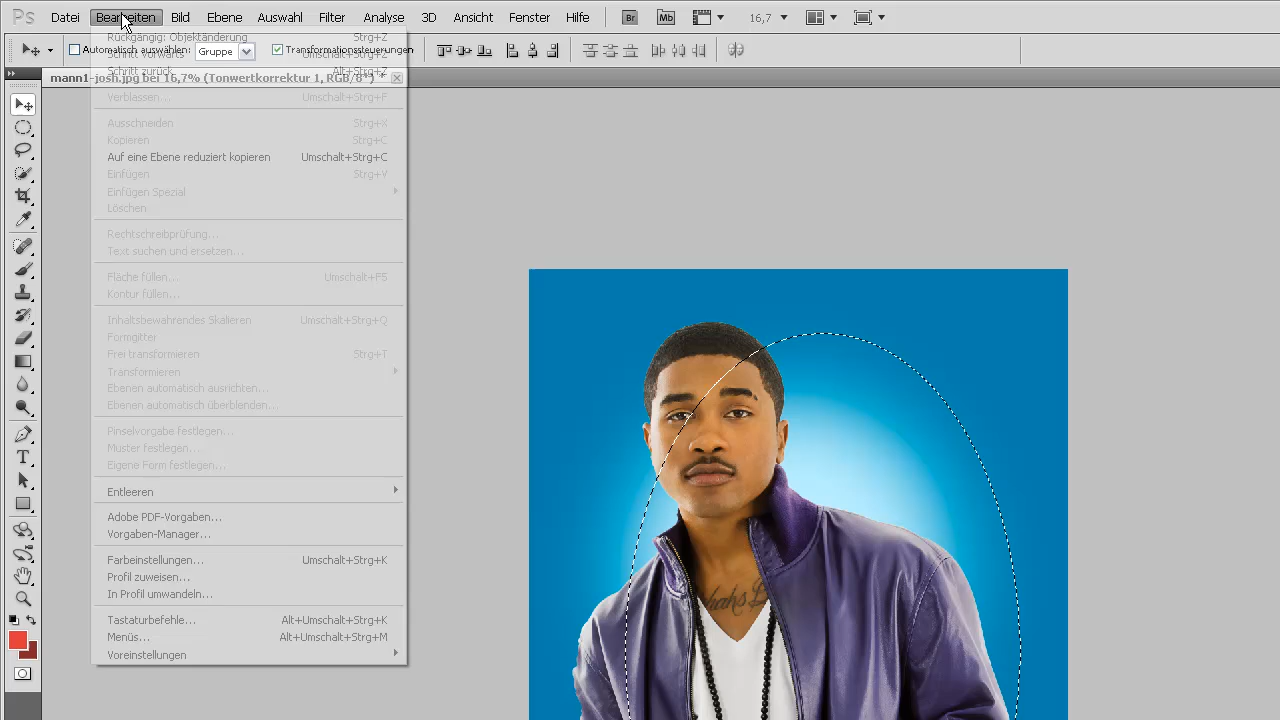 Ps Datei Bearbeiten Bild Ebene Auswahl Filter Analyse 3D Ansicht Fenster Hilfe Br Mb 16,7
Automatisch auswählen: Gruppe Transformationssteuerungen
mann1-josh.jpg bei 16,7% (Tonwertkorrektur 1, RGB/8*) *
Rückgängig: Objektänderung Strg+Z
Schritt vorwärts Umschalt+Strg+Z
Schritt zurück Alt+Strg+Z
Verblassen... Umschalt+Strg+F
Ausschneiden Strg+X
Kopieren Strg+C
Auf eine Ebene reduziert kopieren Umschalt+Strg+C
Einfügen Strg+V
Einfügen Spezial
Löschen
Rechtschreibprüfung...
Text suchen und ersetzen...
Fläche füllen... Umschalt+F5
Kontur füllen...
Inhaltsbewahrendes Skalieren Umschalt+Strg+Q
Formgitter
Frei transformieren Strg+T
Transformieren
Ebenen automatisch ausrichten...
Ebenen automatisch überblenden...
Pinselvorgabe festlegen...
Muster festlegen...
Eigene Form festlegen...
Entleeren
Adobe PDF-Vorgaben...
Vorgaben-Manager...
Farbeinstellungen... Umschalt+Strg+K
Profil zuweisen...
In Profil umwandeln...
Tastaturbefehle... Alt+Umschalt+Strg+K
Menüs... Alt+Umschalt+Strg+M
Voreinstellungen